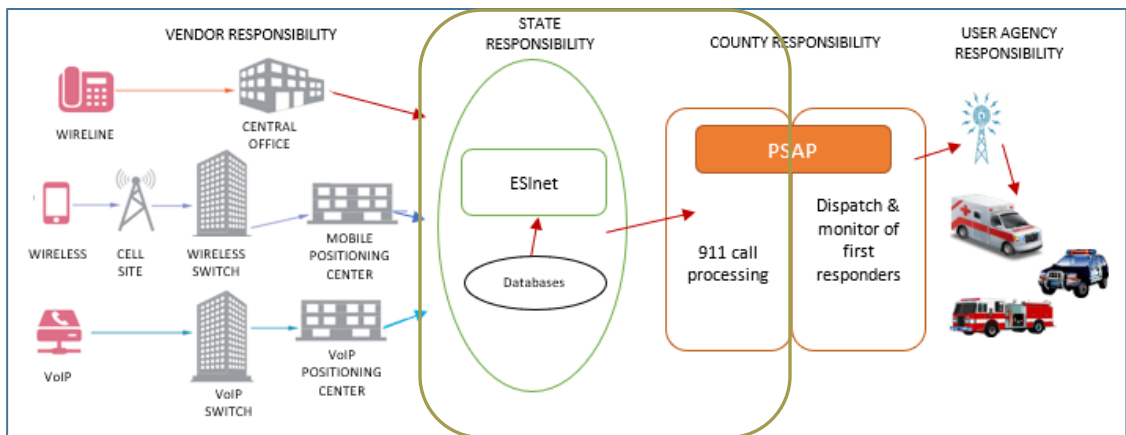 VENDOR RESPONSIBILITY
STATE
RESPONSIBILITY
COUNTY RESPONSIBILITY
USER AGENCY
RESPONSIBILITY
WIRELINE
CENTRAL
OFFICE
WIRELESS
CELL
SITE
WIRELESS
SWITCH
MOBILE
POSITIONING
CENTER
VoIP
VoIP
SWITCH
VoIP
POSITIONING
CENTER
ESInet
Databases
PSAP
911 call
processing
Dispatch &
monitor of
first
responders